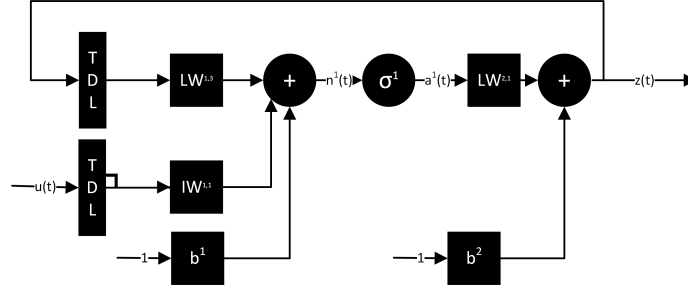 T
D
L
LW¹,³
+
n¹(t)
σ¹
a¹(t)
LW²,¹
+
z(t)
u(t)
T
D
L
IW¹,¹
1
b¹
1
b²